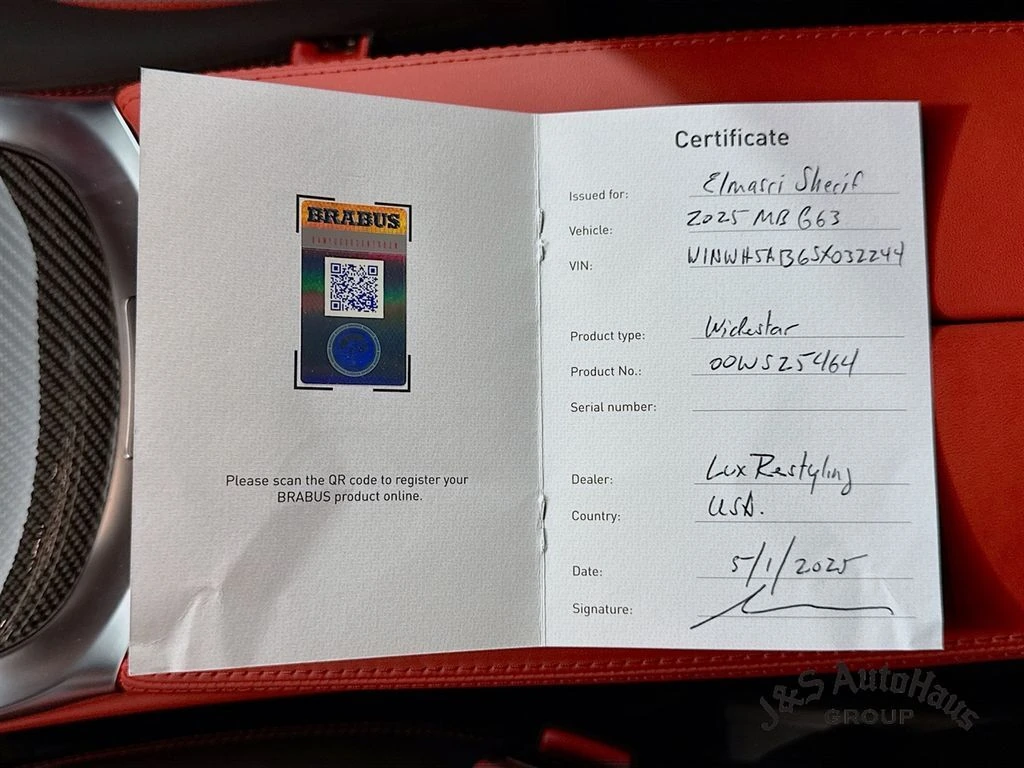 BRABUS
Please scan the QR code to register your
BRABUS product online.
Certificate
Issued for: Elmasri Sherif
Vehicle: 2025 MB G63
VIN: W1NWH5AB6SX032244
Product type: Widestar
Product No.: 00WS25464
Serial number:
Dealer: Lux Restyling
Country: USA.
Date: 5/1/2025
Signature:
J&S AutoHaus
GROUP